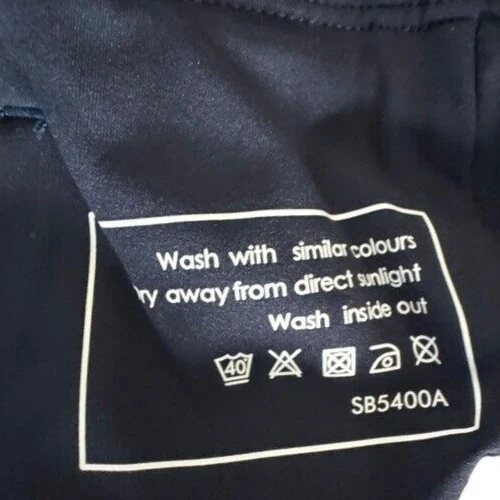 Wash with similar colours
ry away from direct sunlight
Wash inside out
40
SB5400A